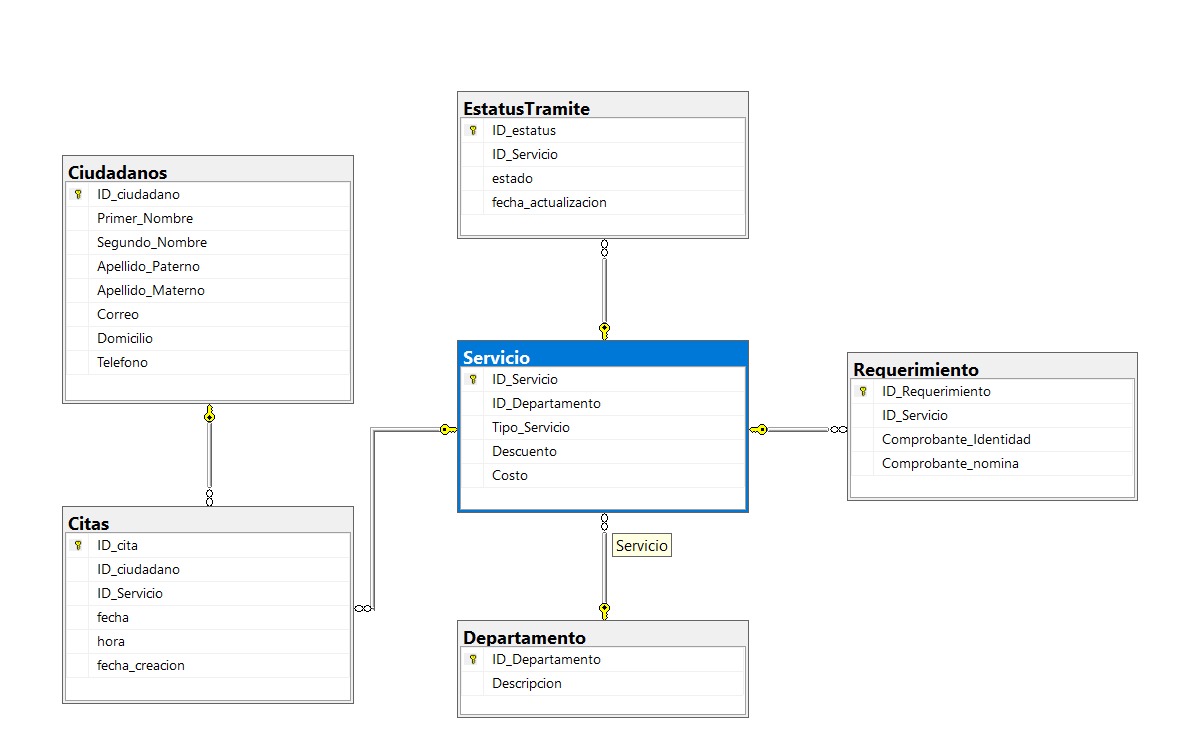 EstatusTramite
ID_estatus
ID_Servicio
estado
fecha_actualizacion
Ciudadanos
ID_ciudadano
Primer_Nombre
Segundo_Nombre
Apellido_Paterno
Apellido_Materno
Correo
Domicilio
Telefono
Servicio
ID_Servicio
ID_Departamento
Tipo_Servicio
Descuento
Costo
Requerimiento
ID_Requerimiento
ID_Servicio
Comprobante_Identidad
Comprobante_nomina
Citas
ID_cita
ID_ciudadano
ID_Servicio
fecha
hora
fecha_creacion
Servicio
Departamento
ID_Departamento
Descripcion